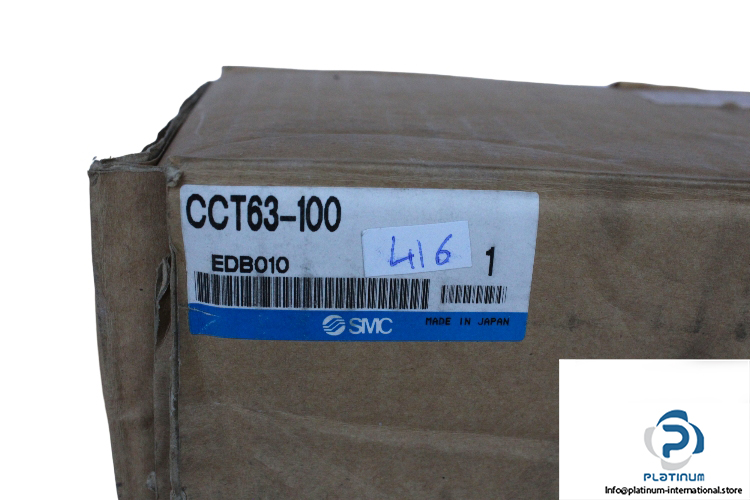 CCT63-100
416
EDB010
1
SMC
MADE IN JAPAN
PLATINUM
Info@platinum-international.store